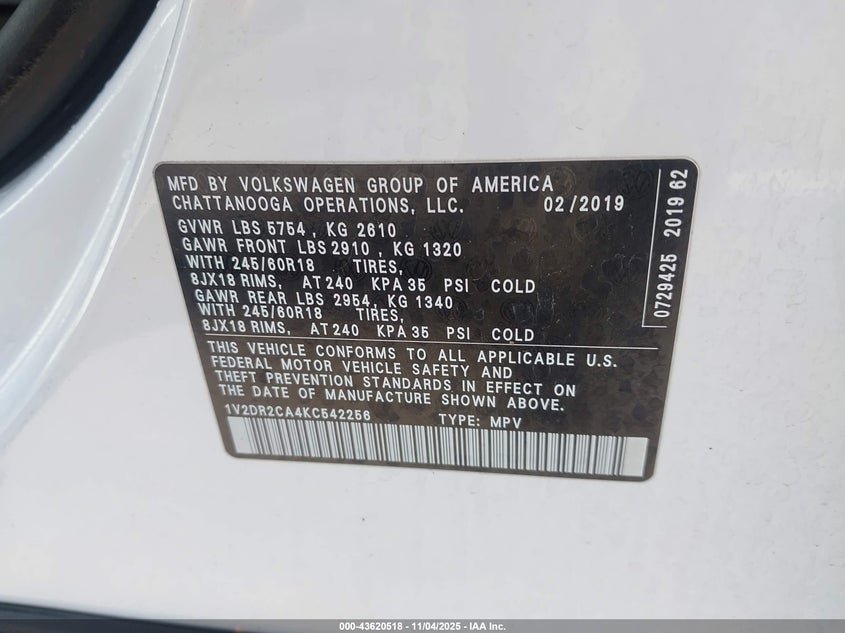 MFD BY VOLKSWAGEN GROUP OF AMERICA
CHATTANOOGA OPERATIONS, LLC. 02/2019
GVWR LBS 5754 , KG 2610
GAWR FRONT LBS 2910 , KG 1320
WITH 245/60R18 TIRES,
8JX18 RIMS, AT 240 KPA 35 PSI COLD
GAWR REAR LBS 2954, KG 1340
WITH 245/60R18 TIRES,
8JX18 RIMS, AT 240 KPA 35 PSI COLD
THIS VEHICLE CONFORMS TO ALL APPLICABLE U.S.
FEDERAL MOTOR VEHICLE SAFETY AND
THEFT PREVENTION STANDARDS IN EFFECT ON
THE DATE OF MANUFACTURE SHOWN ABOVE.
1V2DR2CA4KC542256 TYPE: MPV
0729425 2019 62
000-43620518 - 11/04/2025 - IAA Inc.